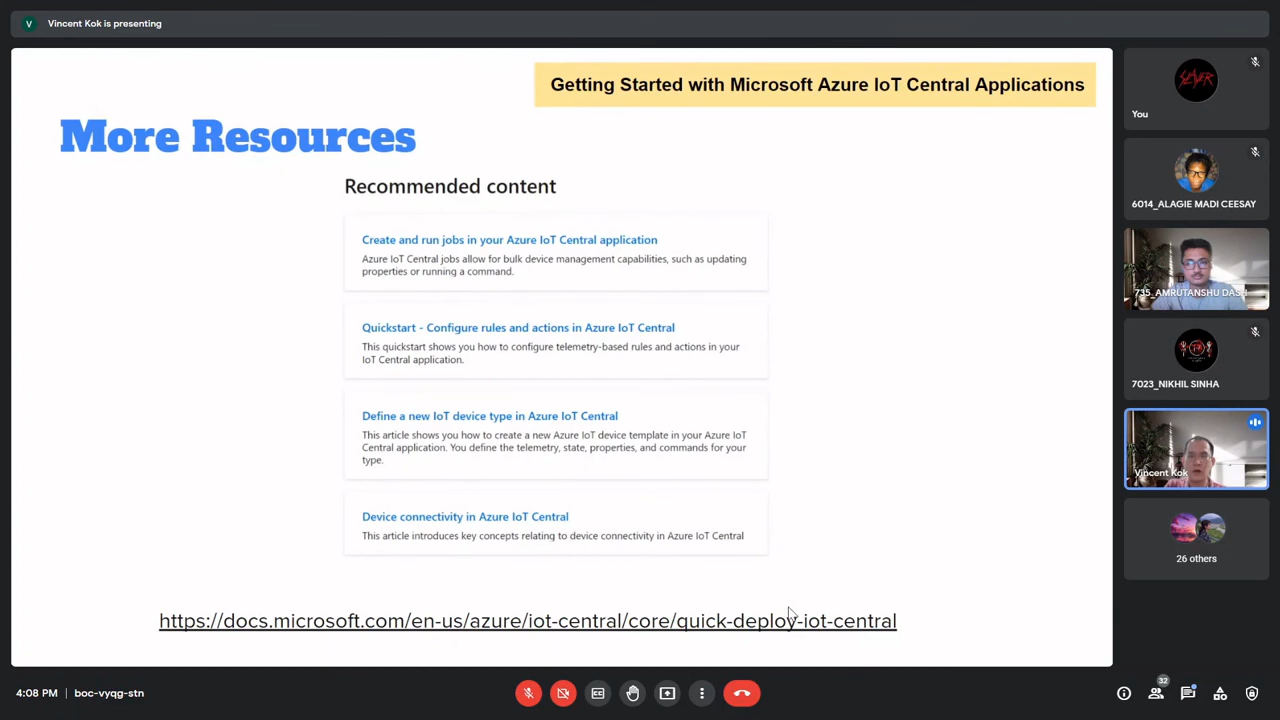 V Vincent Kok is presenting
Getting Started with Microsoft Azure IoT Central Applications
More Resources
Recommended content
Create and run jobs in your Azure IoT Central application
Azure IoT Central jobs allow for bulk device management capabilities, such as updating
properties or running a command.
Quickstart - Configure rules and actions in Azure IoT Central
This quickstart shows you how to configure telemetry-based rules and actions in your
IoT Central application.
Define a new IoT device type in Azure IoT Central
This article shows you how to create a new Azure IoT device template in your Azure IoT
Central application. You define the telemetry, state, properties, and commands for your
type.
Device connectivity in Azure IoT Central
This article introduces key concepts relating to device connectivity in Azure IoT Central
https://docs.microsoft.com/en-us/azure/iot-central/core/quick-deploy-iot-central
SLAYER
You
6014_ALAGIE MADI CEESAY
735_AMRUTANSHU DASH
7023_NIKHIL SINHA
Vincent Kok
26 others
4:08 PM | boc-vyqg-stn
CC
32